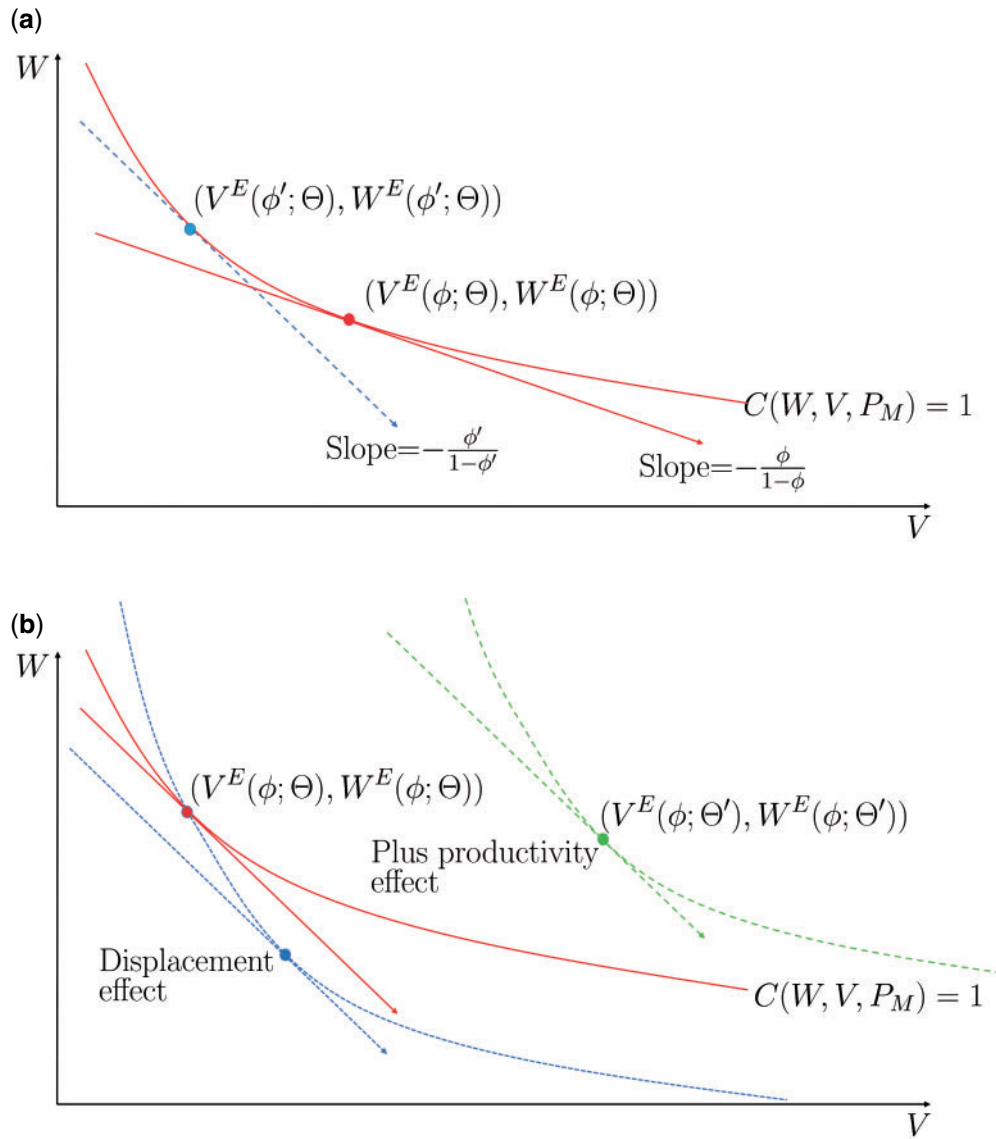 (a)
W
(V^E(ϕ′;Θ), W^E(ϕ′;Θ))
(V^E(ϕ;Θ), W^E(ϕ;Θ))
C(W, V, P_M) = 1
Slope=−ϕ′/(1−ϕ′)
Slope=−ϕ/(1−ϕ)
V
(b)
W
(V^E(ϕ;Θ), W^E(ϕ;Θ))
(V^E(ϕ;Θ′), W^E(ϕ;Θ′))
Plus productivity
effect
Displacement
effect
C(W, V, P_M) = 1
V